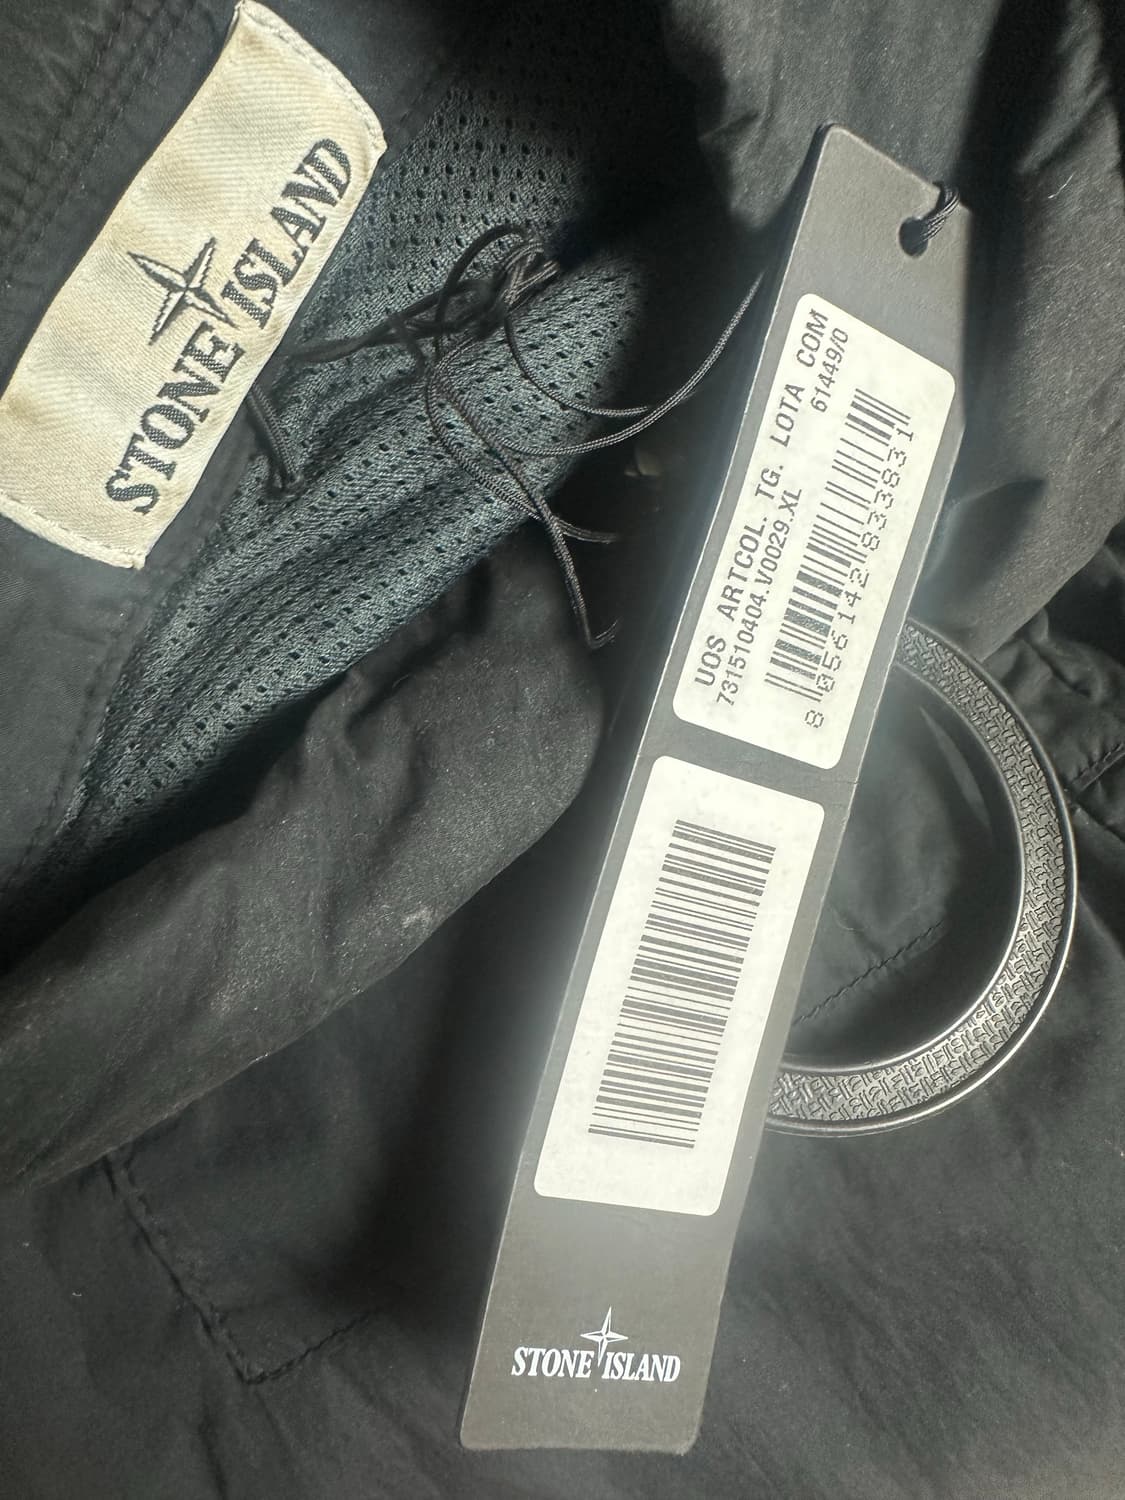 STONE ISLAND
UOS ARTCOL. TG. LOTA COM
731510404.V0029.XL 61449/0
8 056142 833831
STONE ISLAND